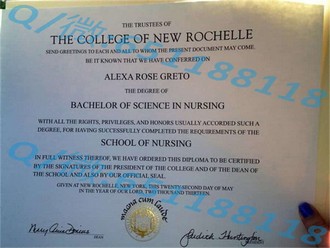 THE TRUSTEES OF
THE COLLEGE OF NEW ROCHELLE
SEND GREETINGS TO EACH AND ALL TO WHOM THE PRESENT DOCUMENT MAY COME
BE IT KNOWN THAT WE HAVE CONFERRED ON
ALEXA ROSE GRETO
THE DEGREE OF
BACHELOR OF SCIENCE IN NURSING
WITH ALL THE RIGHTS, PRIVILEGES, AND HONORS USUALLY ACCORDED SUCH A
DEGREE, FOR HAVING SUCCESSFULLY COMPLETED THE REQUIREMENTS OF THE
SCHOOL OF NURSING
IN FULL WITNESS THEREOF, WE HAVE ORDERED THIS DIPLOMA TO BE CERTIFIED
BY THE SIGNATURES OF THE PRESIDENT OF THE COLLEGE AND OF THE DEAN
OF THE SCHOOL AND ALSO BY OUR OFFICIAL SEAL.
GIVEN AT NEW ROCHELLE, NEW YORK, THIS TWENTY-SECOND DAY OF MAY
IN THE YEAR OF OUR LORD, TWO THOUSAND, THIRTEEN
magna cum laude
DEAN